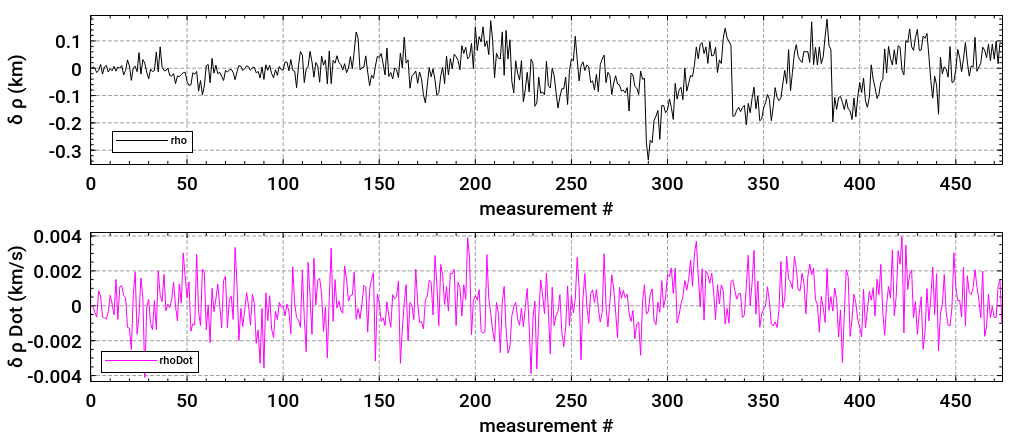 δ ρ (km)
0.1
0
-0.1
-0.2
-0.3
rho
0 50 100 150 200 250 300 350 400 450
measurement #
δ ρ Dot (km/s)
0.004
0.002
0
-0.002
-0.004
rhoDot
0 50 100 150 200 250 300 350 400 450
measurement #